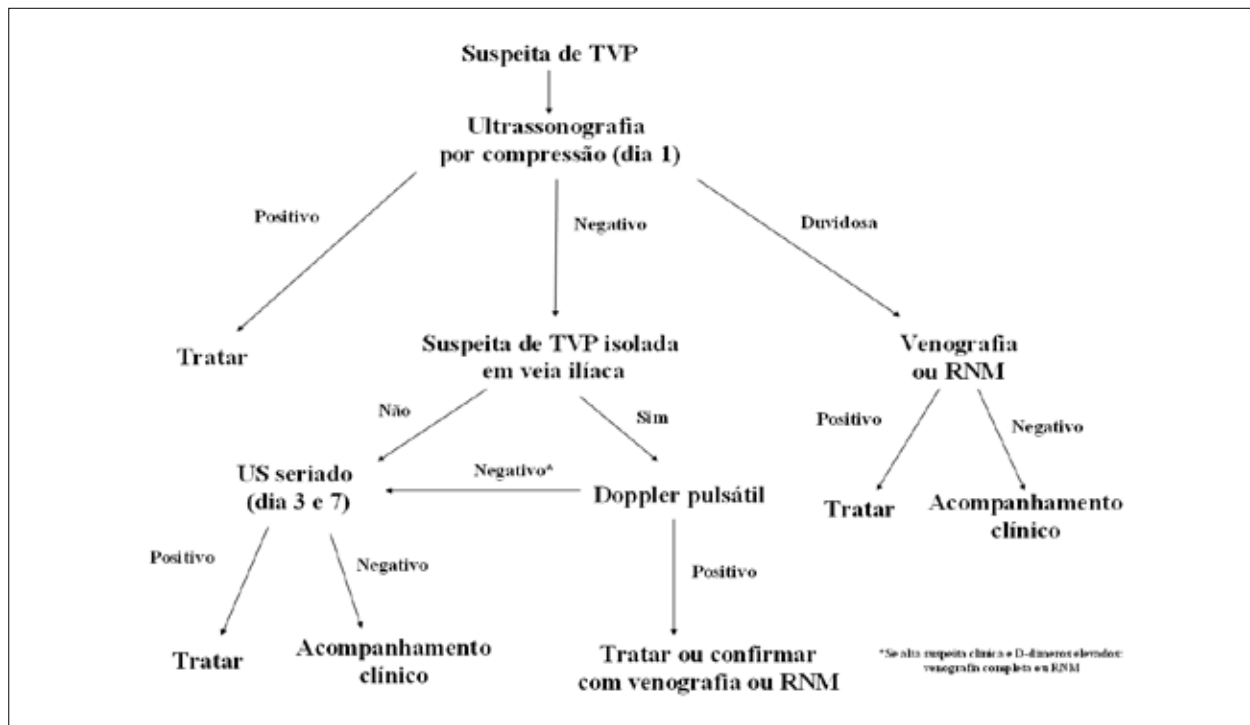 Suspeita de TVP
Ultrassonografia
por compressão (dia 1)
Positivo
Negativo
Duvidosa
Tratar
Suspeita de TVP isolada
em veia ilíaca
Venografia
ou RNM
Não
Sim
Positivo
Negativo
US seriado
(dia 3 e 7)
Negativo*
Doppler pulsátil
Tratar
Acompanhamento
clínico
Positivo
Negativo
Positivo
Tratar
Acompanhamento
clínico
Tratar ou confirmar
com venografia ou RNM
*Se alta suspeita clínica e D-dímeros elevados:
venografia completa ou RNM